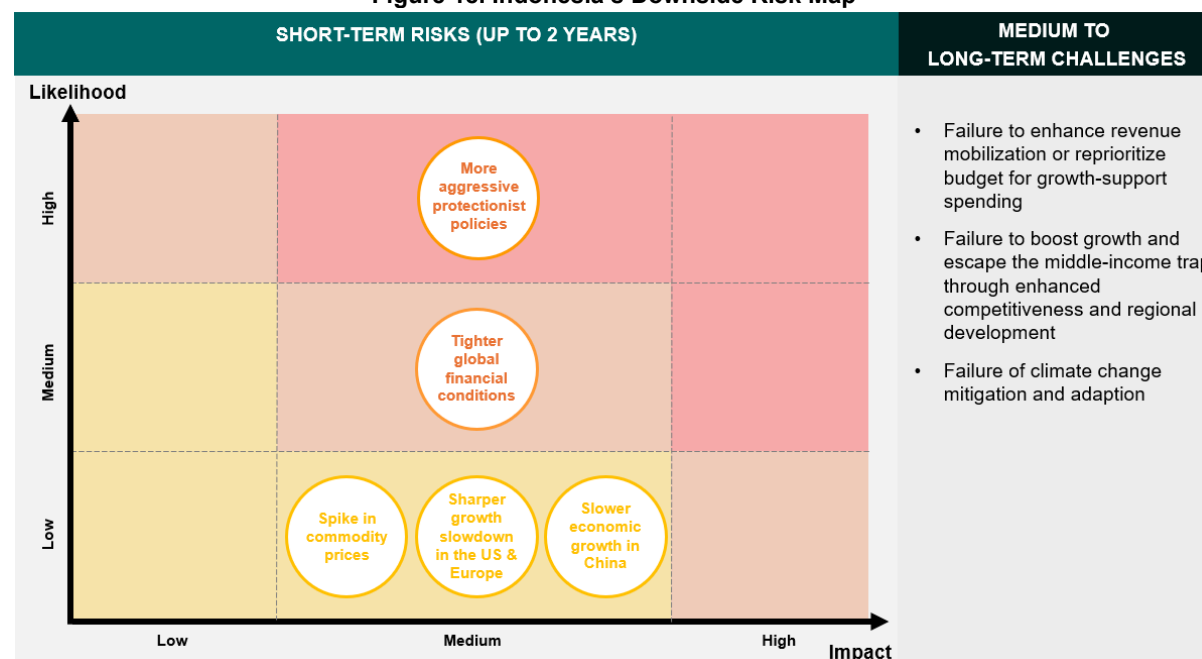 SHORT-TERM RISKS (UP TO 2 YEARS)
MEDIUM TO
LONG-TERM CHALLENGES
Likelihood
High
Medium
Low
More
aggressive
protectionist
policies
Tighter
global
financial
conditions
Spike in
commodity
prices
Sharper
growth
slowdown
in the US &
Europe
Slower
economic
growth in
China
Low
Medium
High
Impact
• Failure to enhance revenue
mobilization or reprioritize
budget for growth-support
spending
• Failure to boost growth and
escape the middle-income
through enhanced
competitiveness and regional
development
• Failure of climate change
mitigation and adaption